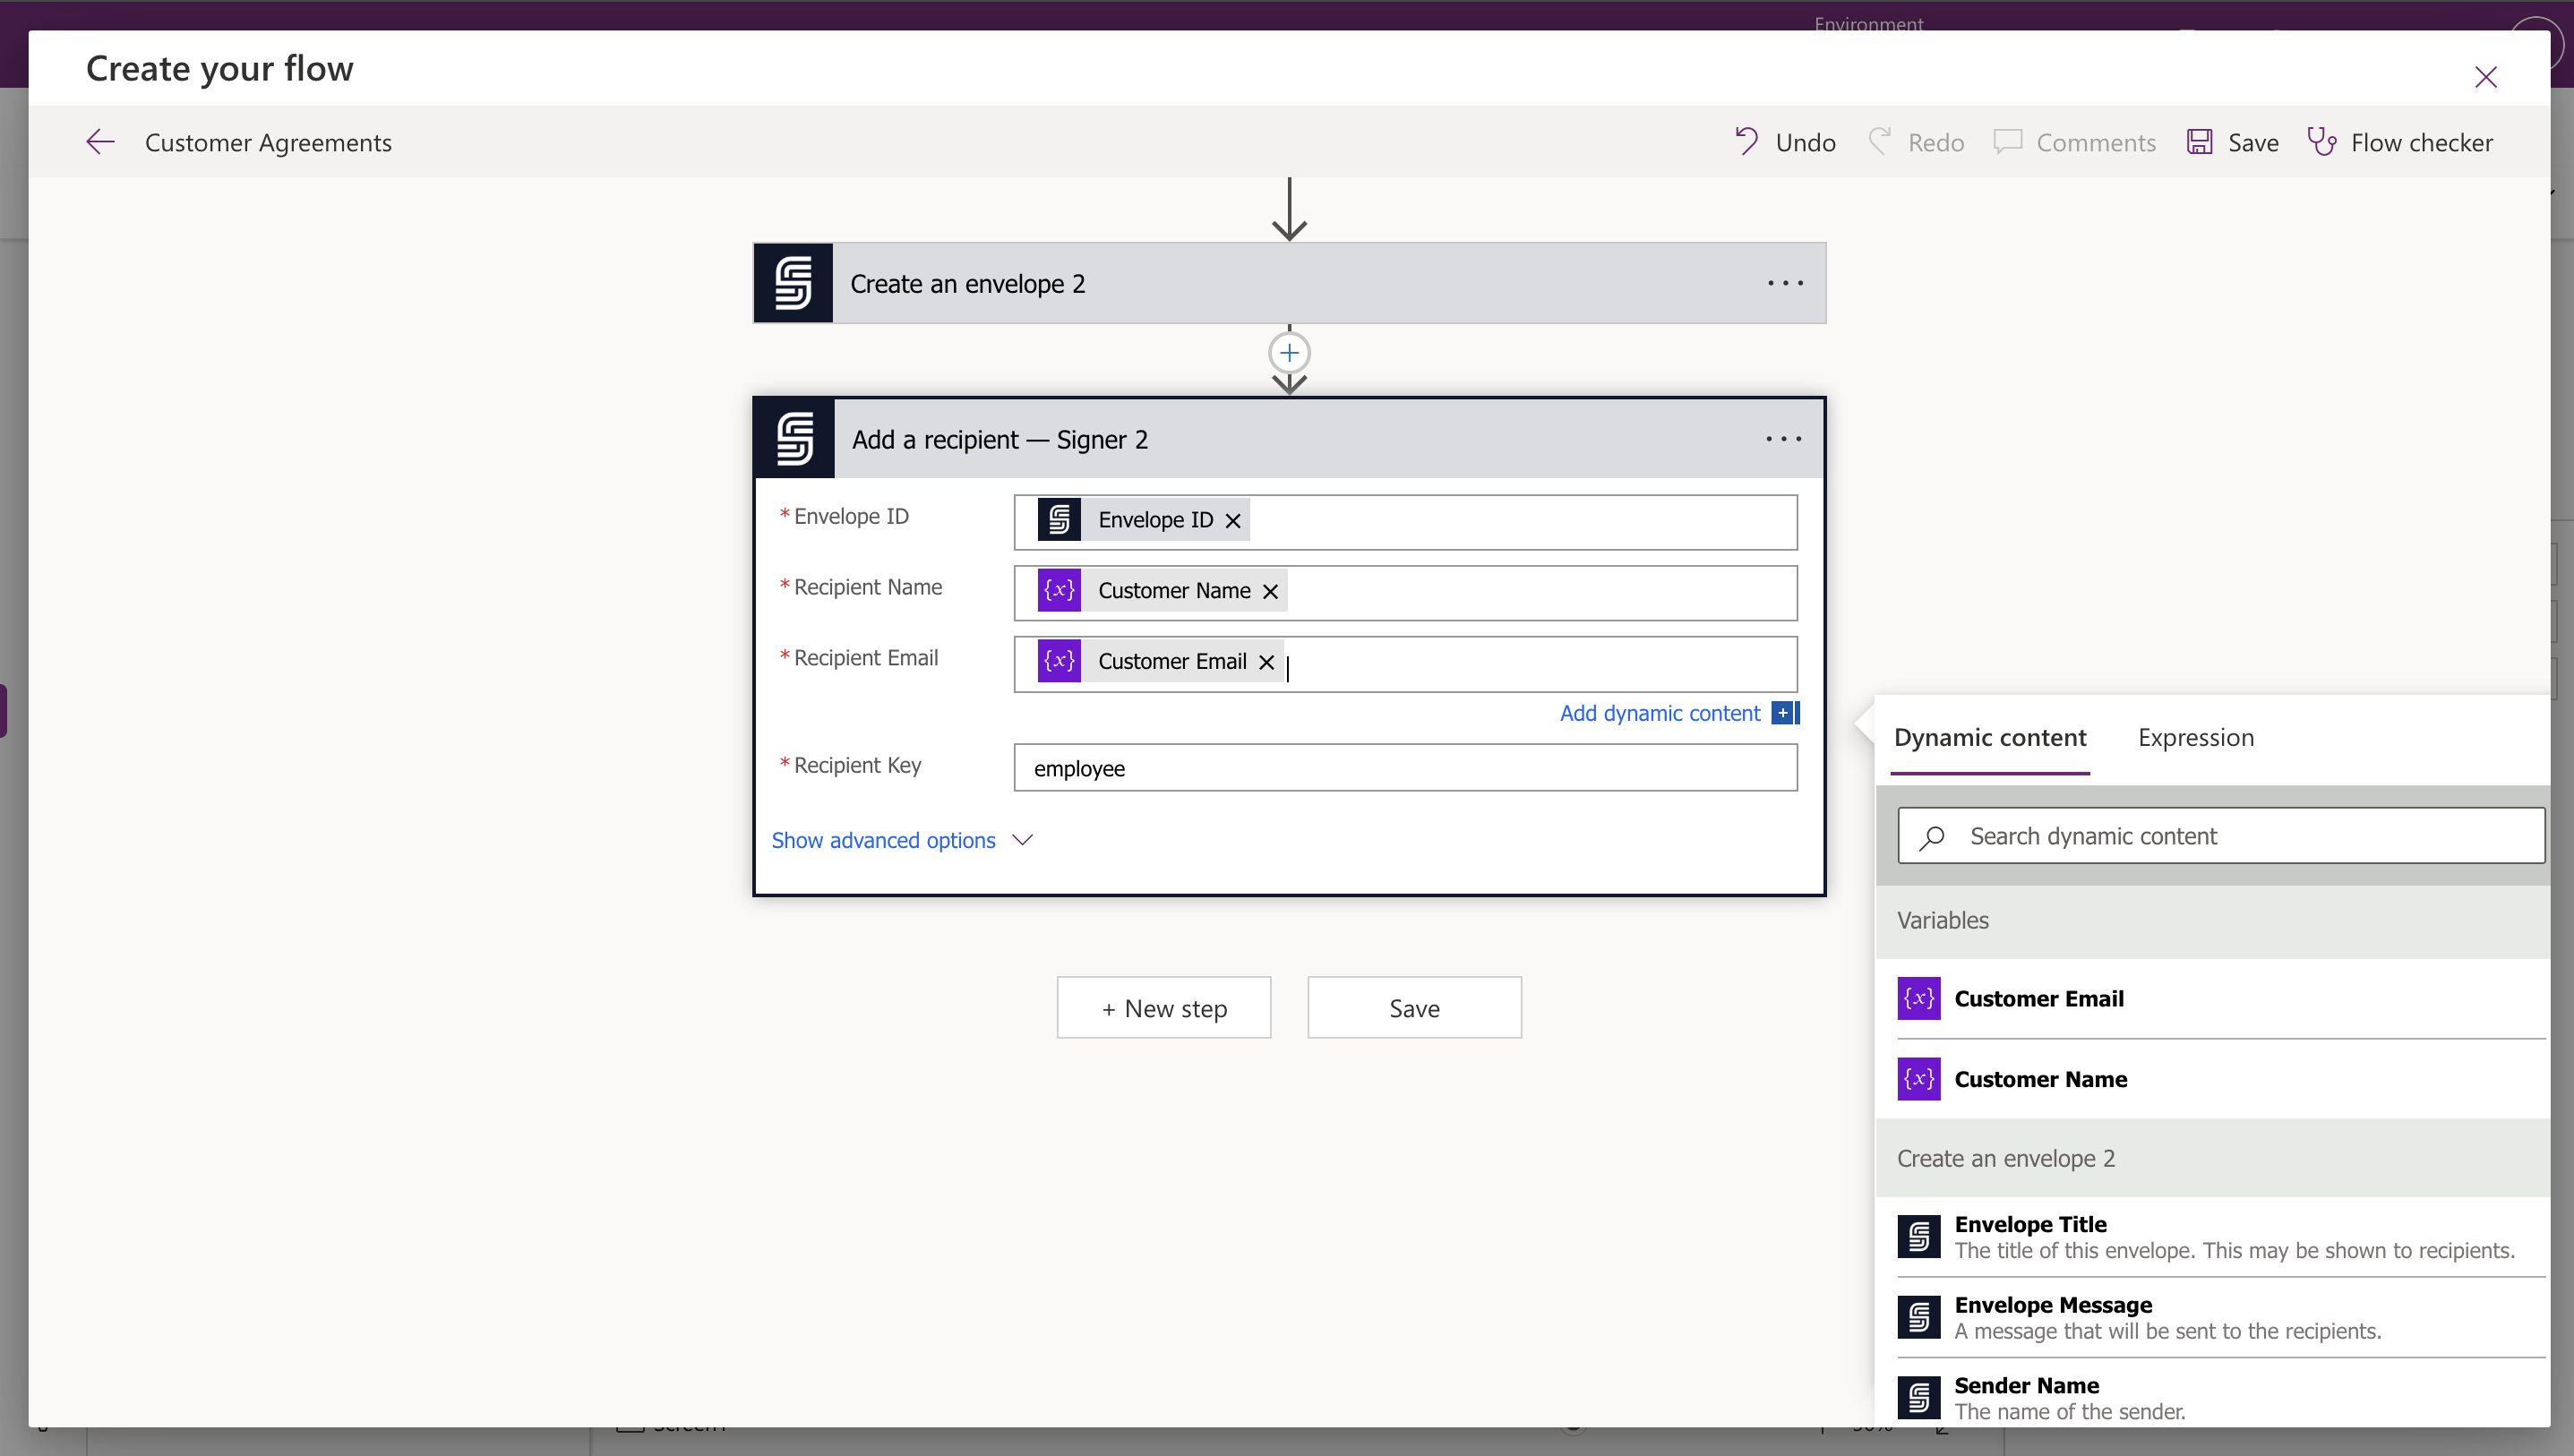 Environment
Create your flow
Customer Agreements
Undo
Redo
Comments
Save
Flow checker
Create an envelope 2
Add a recipient — Signer 2
* Envelope ID
Envelope ID
* Recipient Name
{x} Customer Name
* Recipient Email
{x} Customer Email
Add dynamic content
* Recipient Key
employee
Show advanced options
+ New step
Save
Dynamic content
Expression
Search dynamic content
Variables
{x} Customer Email
{x} Customer Name
Create an envelope 2
Envelope Title
The title of this envelope. This may be shown to recipients.
Envelope Message
A message that will be sent to the recipients.
Sender Name
The name of the sender.